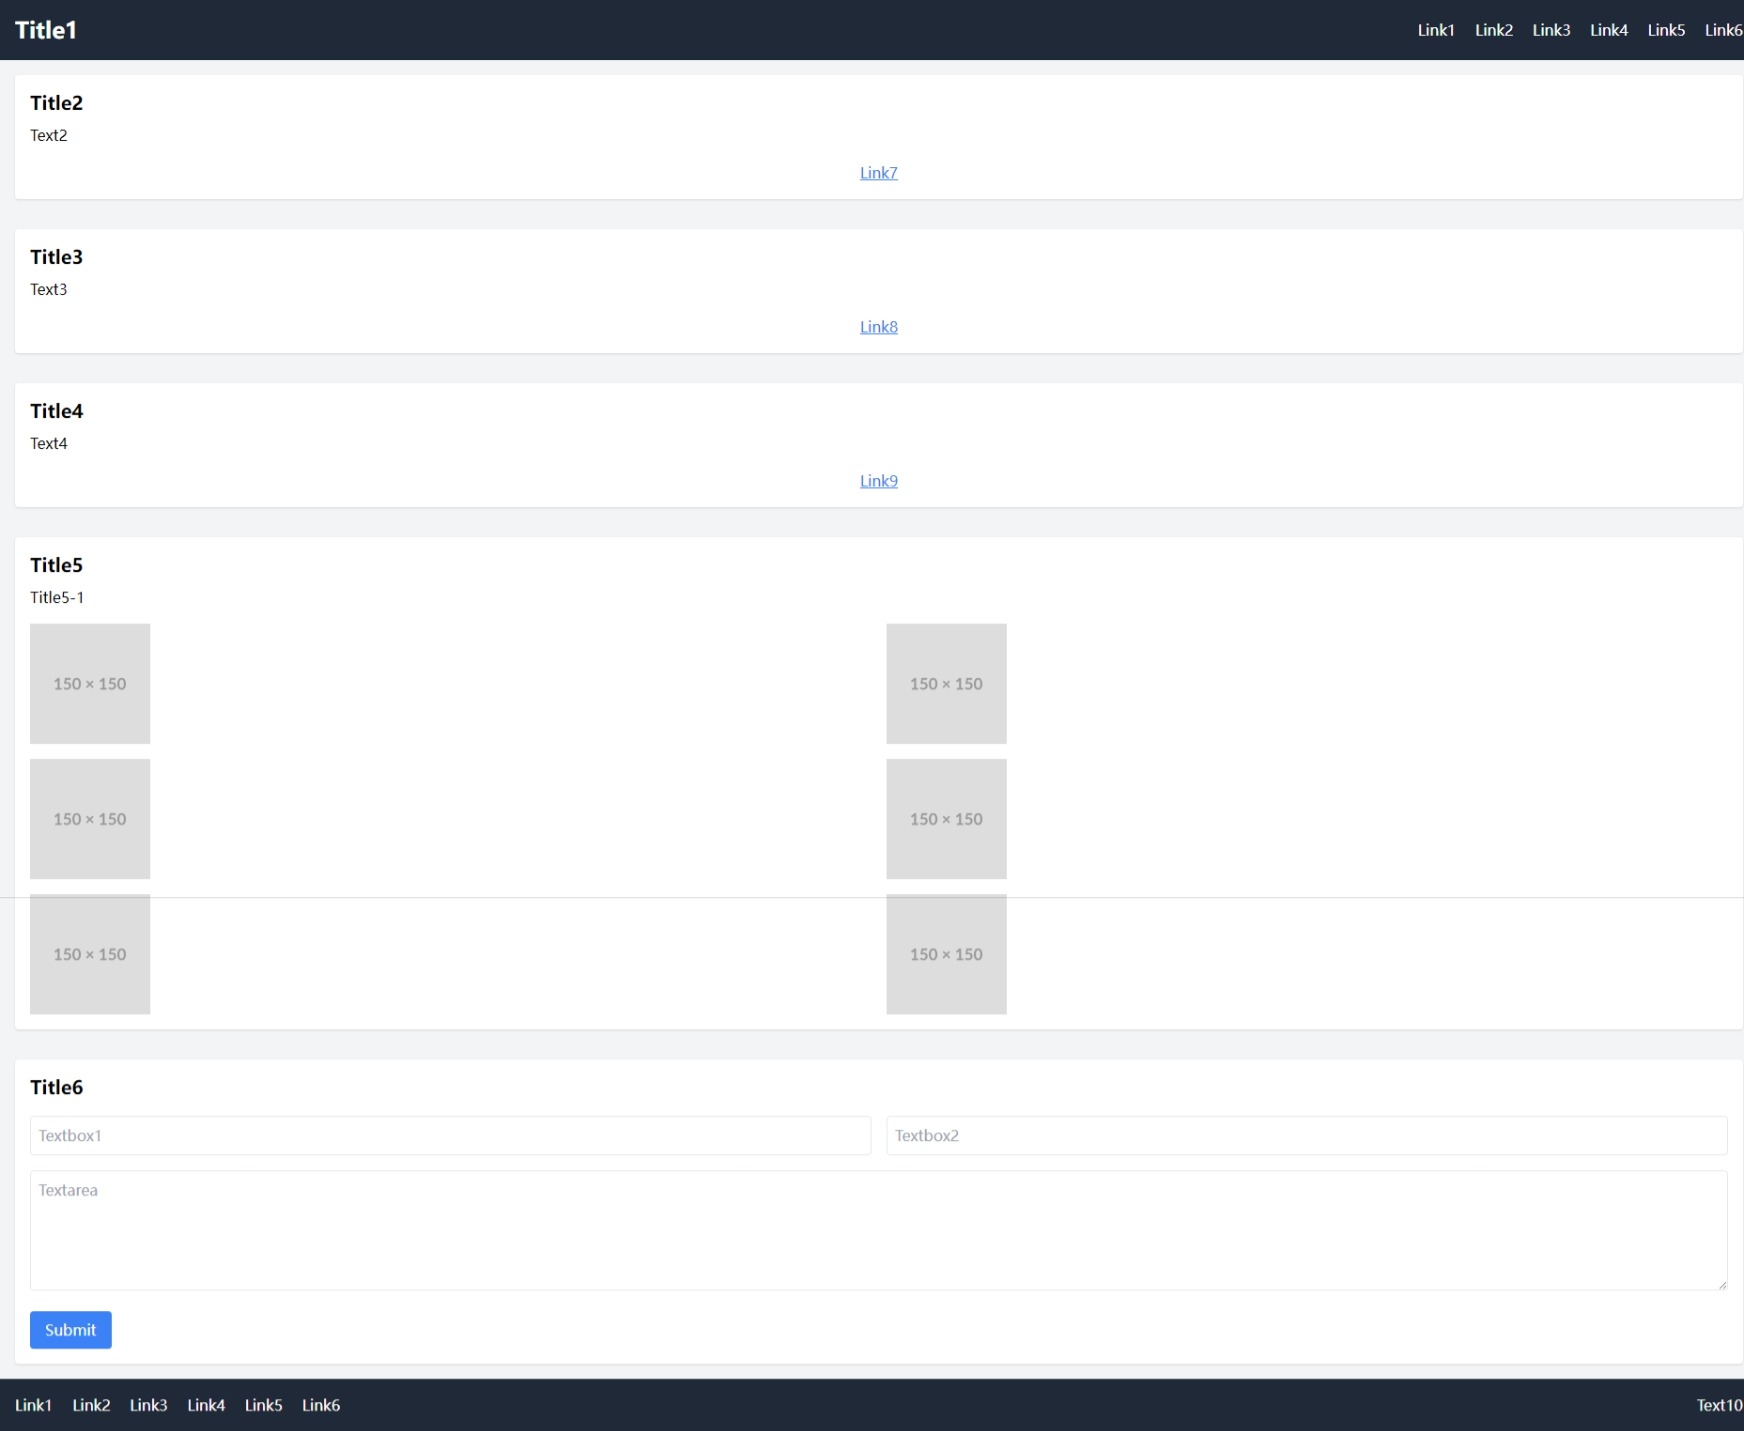 Title1
Link1 Link2 Link3 Link4 Link5 Link6
Title2
Text2
Link7
Title3
Text3
Link8
Title4
Text4
Link9
Title5
Title5-1
150 × 150
150 × 150
150 × 150
150 × 150
150 × 150
150 × 150
Title6
Textbox1
Textbox2
Textarea
Submit
Link1 Link2 Link3 Link4 Link5 Link6
Text10